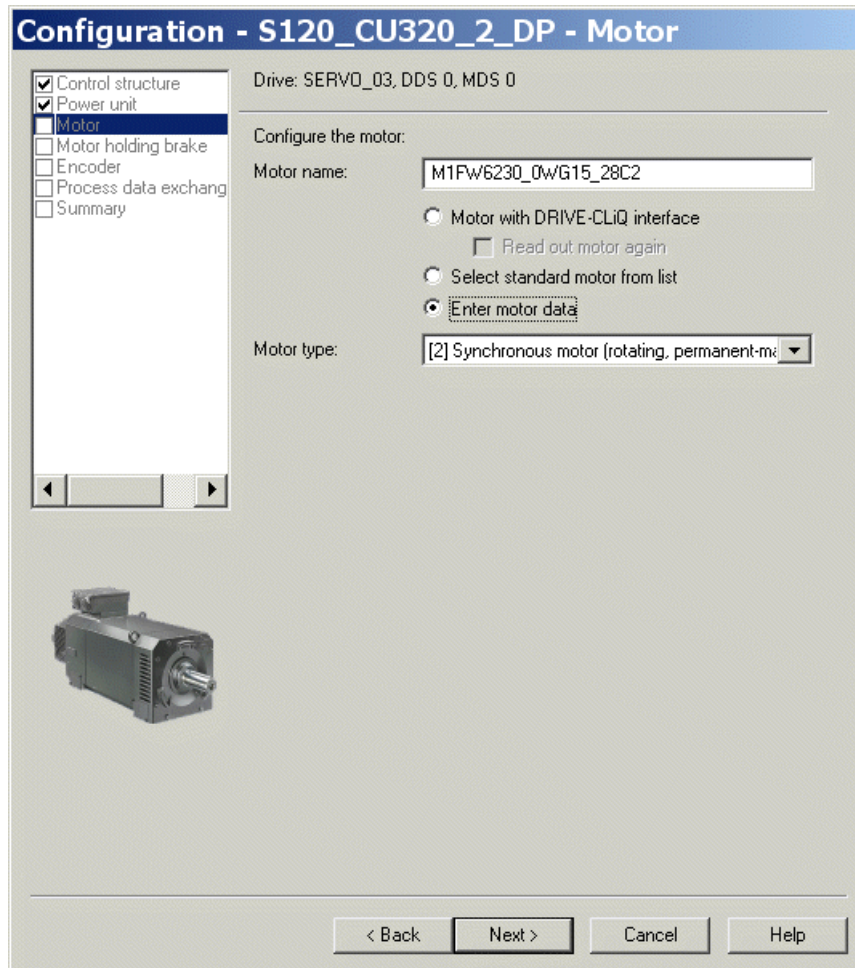 Configuration - S120_CU320_2_DP - Motor
Control structure
Power unit
Motor
Motor holding brake
Encoder
Process data exchang
Summary
Drive: SERVO_03, DDS 0, MDS 0
Configure the motor:
Motor name:
M1FW6230_0WG15_28C2
Motor with DRIVE-CLiQ interface
Read out motor again
Select standard motor from list
Enter motor data
Motor type:
[2] Synchronous motor (rotating, permanent-ma
< Back
Next >
Cancel
Help